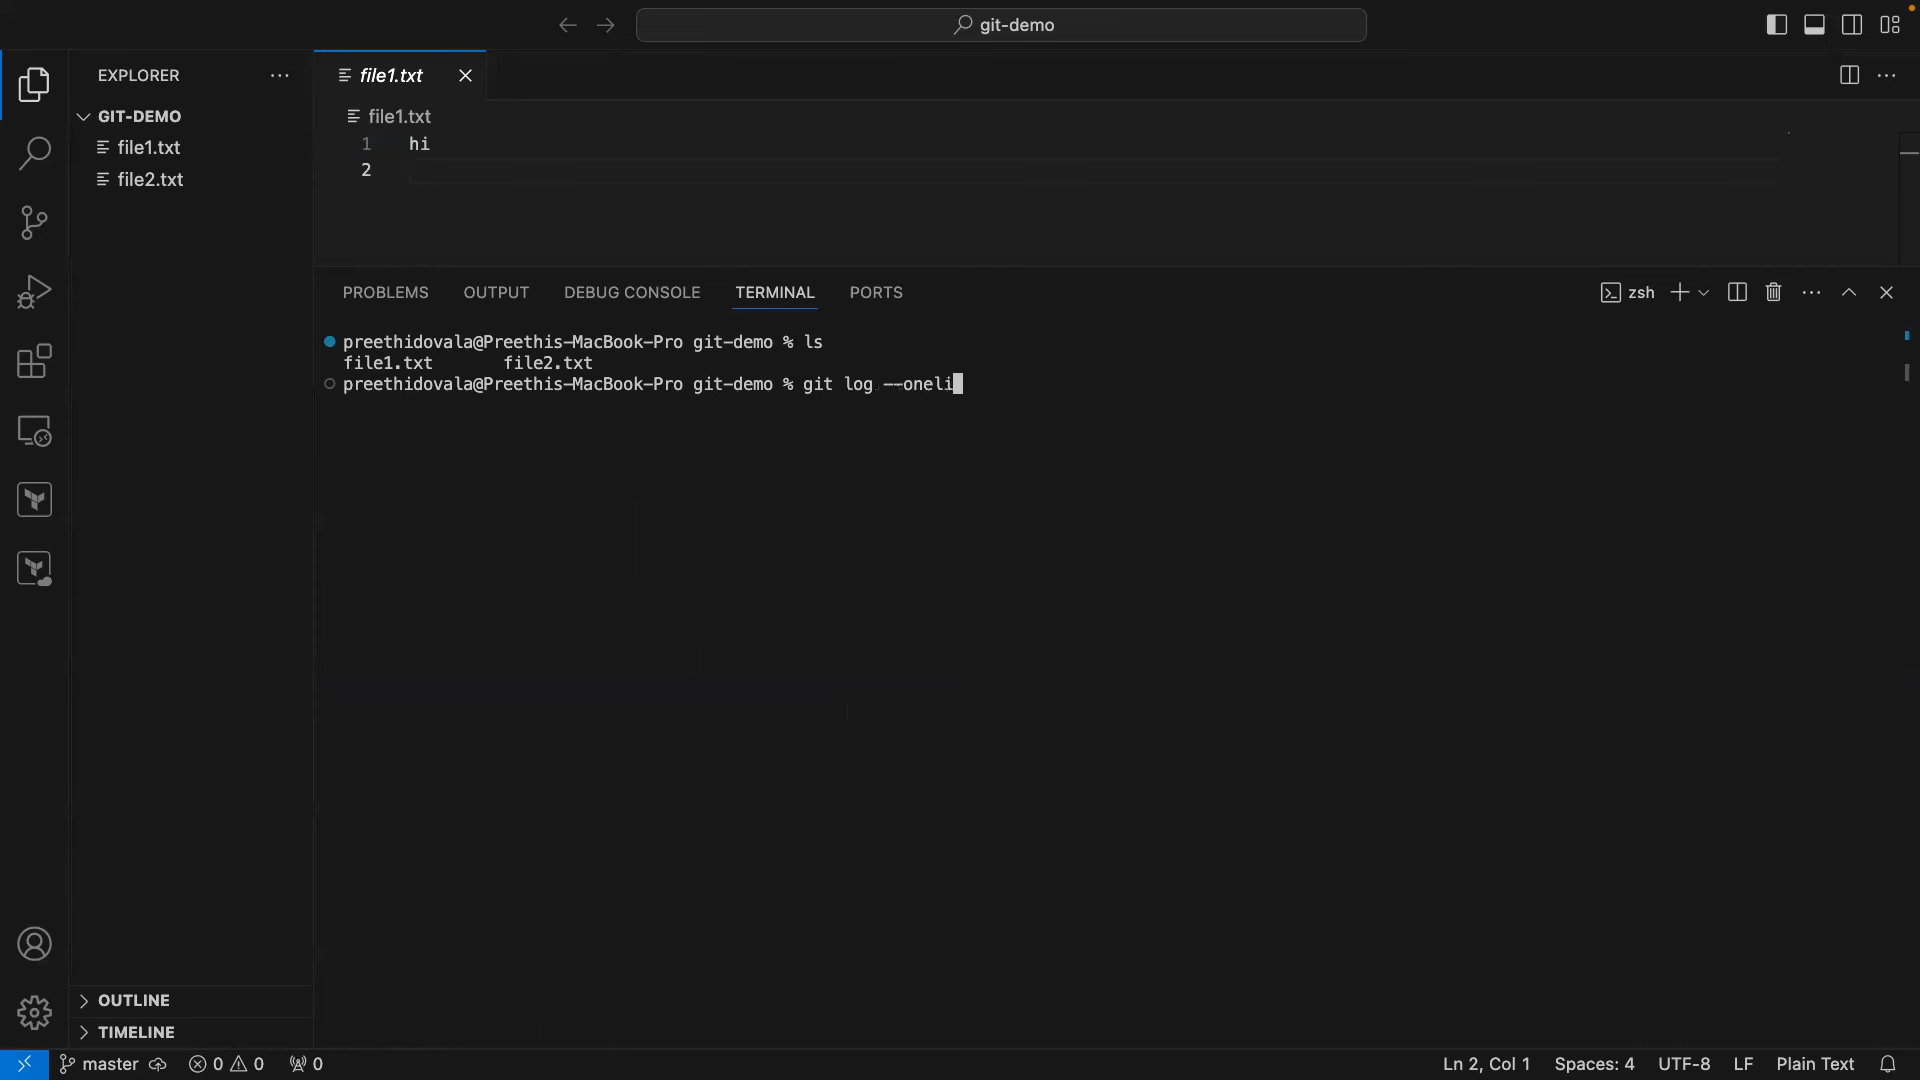 git-demo
EXPLORER
file1.txt
GIT-DEMO
file1.txt
file2.txt
file1.txt
1 hi
2
PROBLEMS OUTPUT DEBUG CONSOLE TERMINAL PORTS
zsh
preethidovala@Preethis-MacBook-Pro git-demo % ls
file1.txt file2.txt
preethidovala@Preethis-MacBook-Pro git-demo % git log --oneli
OUTLINE
TIMELINE
master 0 0 0 Ln 2, Col 1 Spaces: 4 UTF-8 LF Plain Text